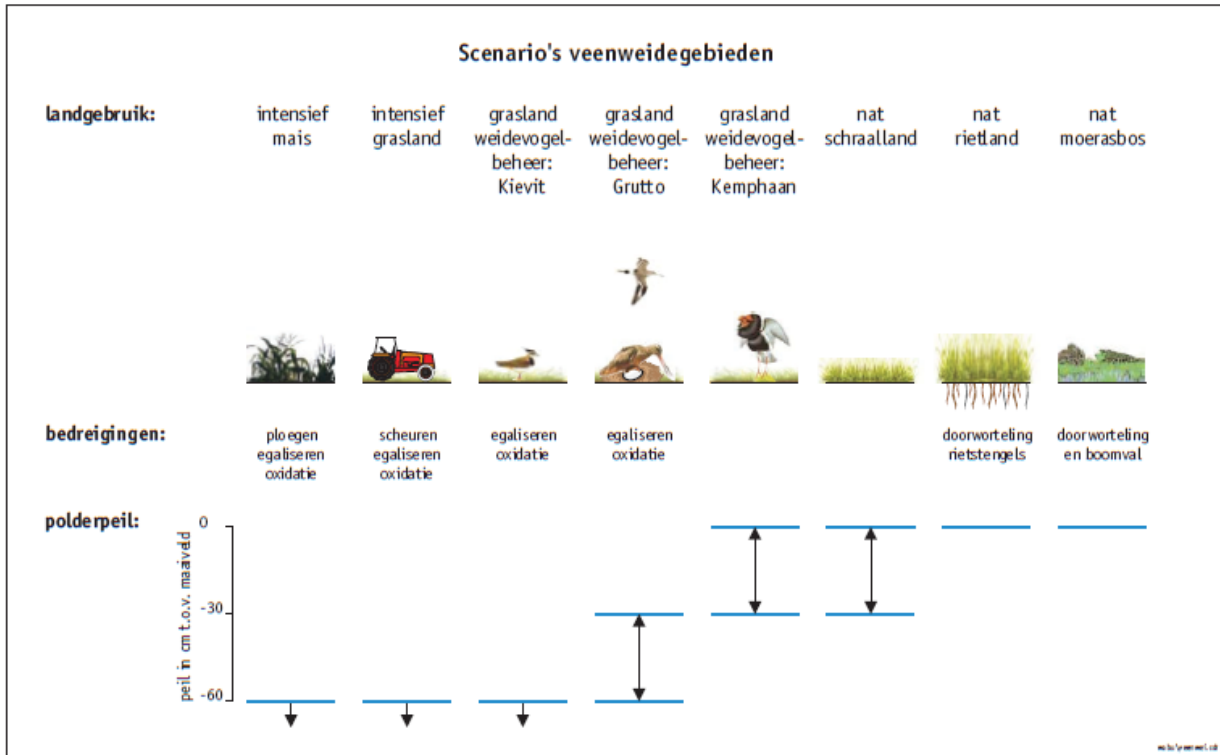 Scenario's veenweidegebieden
landgebruik:
intensief
mais
intensief
grasland
grasland
weidevogel-
beheer:
Kievit
grasland
weidevogel-
beheer:
Grutto
grasland
weidevogel-
beheer:
Kemphaan
nat
schraalland
nat
rietland
nat
moerasbos
bedreigingen:
ploegen
egaliseren
oxidatie
scheuren
egaliseren
oxidatie
egaliseren
oxidatie
egaliseren
oxidatie
doorworteling
rietstengels
doorworteling
en boomval
polderpeil:
peil in cm t.o.v. maaiveld
0
-30
-60